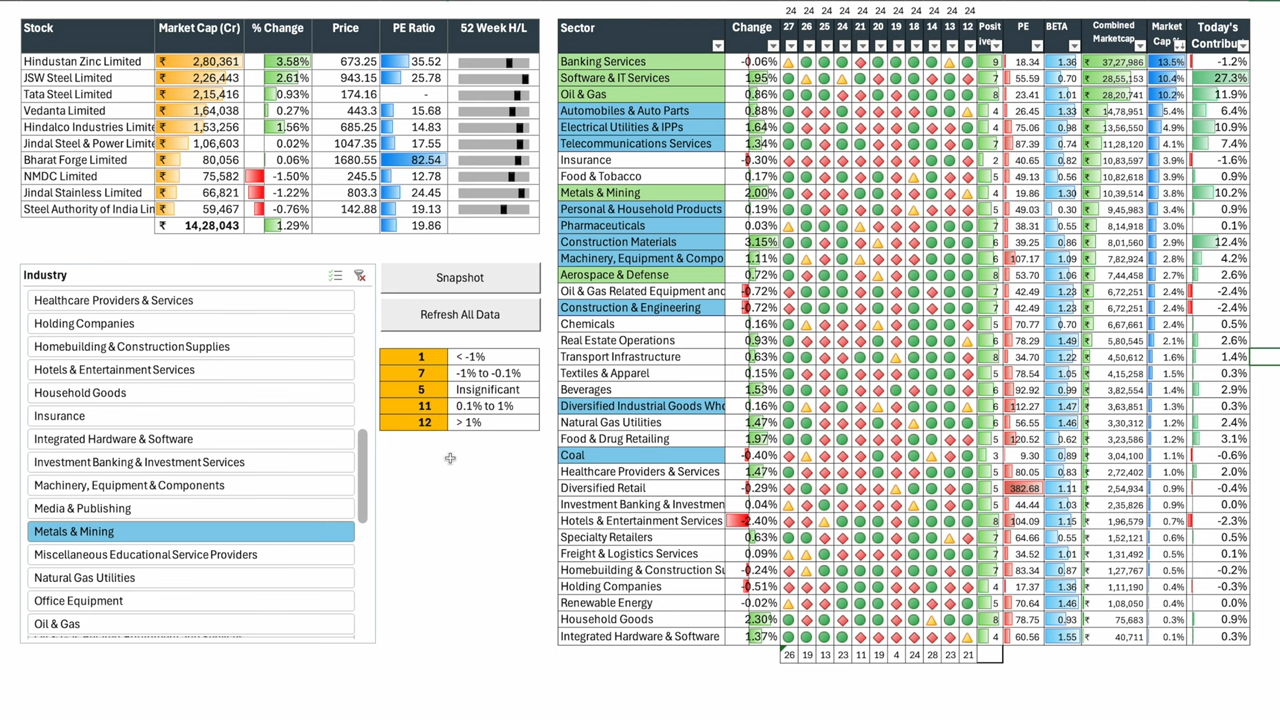 Stock Market Cap (Cr) % Change Price PE Ratio 52 Week H/L
Hindustan Zinc Limited ₹ 2,80,361 3.58% 673.25 35.52
JSW Steel Limited ₹ 2,26,443 2.61% 943.15 25.78
Tata Steel Limited ₹ 2,15,416 0.93% 174.16 -
Vedanta Limited ₹ 1,64,038 0.27% 443.3 15.68
Hindalco Industries Limite ₹ 1,53,256 1.56% 685.25 14.83
Jindal Steel & Power Limite ₹ 1,06,603 0.02% 1047.35 17.55
Bharat Forge Limited ₹ 80,056 0.06% 1680.55 82.54
NMDC Limited ₹ 75,582 -1.50% 245.5 12.78
Jindal Stainless Limited ₹ 66,821 -1.22% 803.3 24.45
Steel Authority of India Lin ₹ 59,467 -0.76% 142.88 19.13
₹ 14,28,043 1.29% 19.86
Industry
Healthcare Providers & Services
Holding Companies
Homebuilding & Construction Supplies
Hotels & Entertainment Services
Household Goods
Insurance
Integrated Hardware & Software
Investment Banking & Investment Services
Machinery, Equipment & Components
Media & Publishing
Metals & Mining
Miscellaneous Educational Service Providers
Natural Gas Utilities
Office Equipment
Oil & Gas
Snapshot
Refresh All Data
1 < -1%
7 -1% to -0.1%
5 Insignificant
11 0.1% to 1%
12 > 1%
24 24 24 24 24 24 24 24 24 24 24
Sector Change 27 26 25 24 21 20 19 18 14 13 12 Posit ives PE BETA Combined Marketcap Market Cap % Today's Contribu
Banking Services -0.06% 9 18.34 1.36 ₹ 37,27,986 13.5% -1.2%
Software & IT Services 1.95% 7 55.59 0.70 ₹ 28,55,153 10.4% 27.3%
Oil & Gas 0.86% 8 23.41 1.01 ₹ 28,20,741 10.2% 11.9%
Automobiles & Auto Parts 0.88% 4 26.45 1.33 ₹ 14,78,951 5.4% 6.4%
Electrical Utilities & IPPs 1.64% 4 75.06 0.98 ₹ 13,56,550 4.9% 10.9%
Telecommunications Services 1.34% 5 87.39 0.74 ₹ 11,28,120 4.1% 7.4%
Insurance -0.30% 2 40.65 0.82 ₹ 10,83,597 3.9% -1.6%
Food & Tobacco 0.17% 5 49.13 0.56 ₹ 10,82,618 3.9% 0.9%
Metals & Mining 2.00% 4 19.86 1.30 ₹ 10,39,514 3.8% 10.2%
Personal & Household Products 0.19% 5 49.03 0.30 ₹ 9,45,983 3.4% 0.9%
Pharmaceuticals 0.03% 7 38.31 0.55 ₹ 8,14,918 3.0% 0.1%
Construction Materials 3.15% 6 39.25 0.86 ₹ 8,01,560 2.9% 12.4%
Machinery, Equipment & Compo 1.11% 6 107.17 1.09 ₹ 7,82,924 2.8% 4.2%
Aerospace & Defense 0.72% 8 53.70 1.06 ₹ 7,44,458 2.7% 2.6%
Oil & Gas Related Equipment and -0.72% 7 42.49 1.23 ₹ 6,72,251 2.4% -2.4%
Construction & Engineering -0.72% 7 42.49 1.23 ₹ 6,72,251 2.4% -2.4%
Chemicals 0.16% 5 70.77 0.70 ₹ 6,67,661 2.4% 0.5%
Real Estate Operations 0.93% 6 78.29 1.49 ₹ 5,80,545 2.1% 2.6%
Transport Infrastructure 0.63% 8 34.70 1.22 ₹ 4,50,612 1.6% 1.4%
Textiles & Apparel 0.15% 5 78.54 1.05 ₹ 4,15,258 1.5% 0.3%
Beverages 1.53% 6 92.92 0.99 ₹ 3,82,554 1.4% 2.9%
Diversified Industrial Goods Who 0.16% 6 112.27 1.47 ₹ 3,63,851 1.3% 0.3%
Natural Gas Utilities 1.47% 6 56.55 1.46 ₹ 3,30,312 1.2% 2.4%
Food & Drug Retailing 1.97% 5 120.52 0.62 ₹ 3,23,586 1.2% 3.1%
Coal -0.40% 3 9.30 0.89 ₹ 3,04,100 1.1% -0.6%
Healthcare Providers & Services 1.47% 5 80.05 0.83 ₹ 2,72,402 1.0% 2.0%
Diversified Retail -0.29% 5 382.68 1.11 ₹ 2,54,934 0.9% -0.4%
Investment Banking & Investmen 0.04% 5 44.44 1.03 ₹ 2,35,826 0.9% 0.0%
Hotels & Entertainment Services -2.40% 8 104.09 1.15 ₹ 1,96,579 0.7% -2.3%
Specialty Retailers 0.63% 7 64.66 0.55 ₹ 1,52,121 0.6% 0.5%
Freight & Logistics Services 0.09% 7 34.52 1.01 ₹ 1,31,492 0.5% 0.1%
Homebuilding & Construction Su -0.24% 7 83.34 0.87 ₹ 1,27,767 0.5% -0.2%
Holding Companies -0.51% 4 17.37 1.36 ₹ 1,11,190 0.4% -0.3%
Renewable Energy -0.02% 5 70.64 1.46 ₹ 1,08,050 0.4% 0.0%
Household Goods 2.30% 8 78.75 0.93 ₹ 75,683 0.3% 0.9%
Integrated Hardware & Software 1.37% 4 60.56 1.55 ₹ 40,711 0.1% 0.3%
26 19 13 23 11 19 4 24 28 23 21